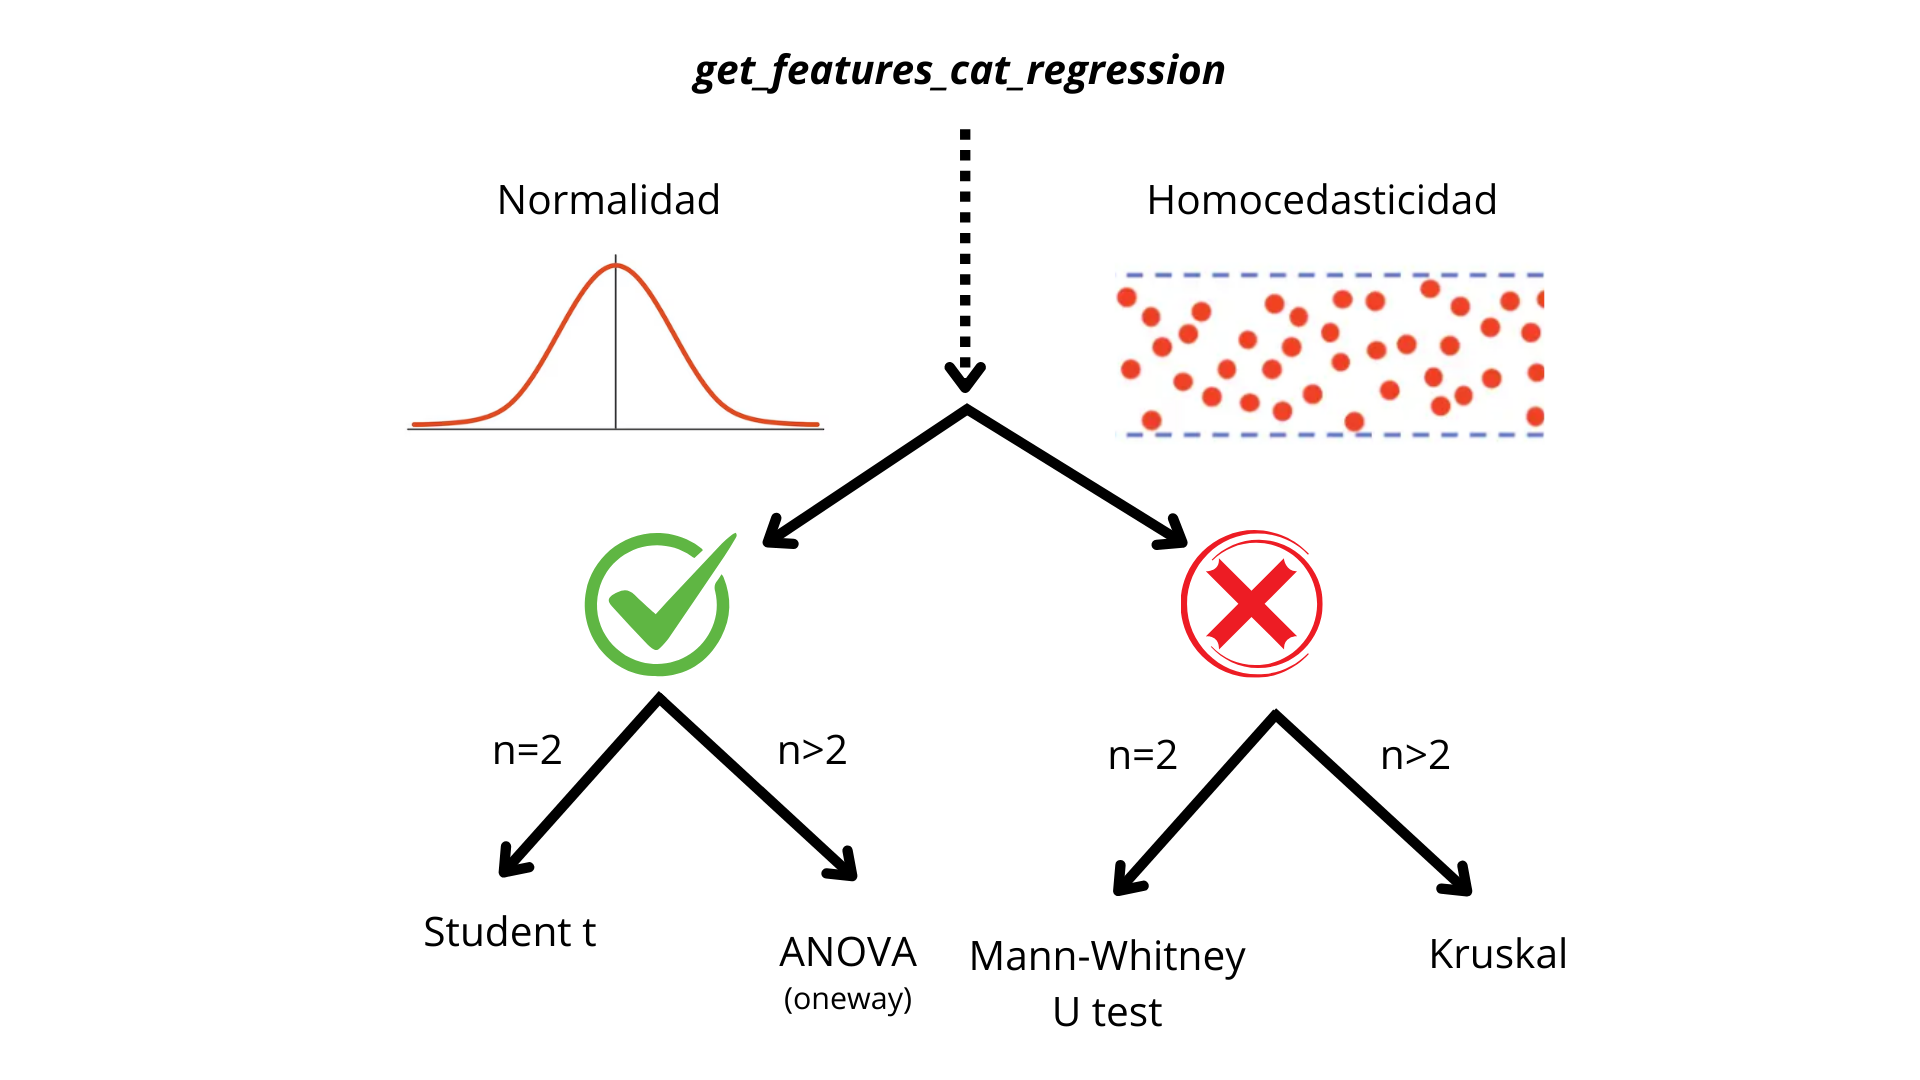 get_features_cat_regression
Normalidad
Homocedasticidad
n=2
n>2
n=2
n>2
Student t
ANOVA
(oneway)
Mann-Whitney
U test
Kruskal